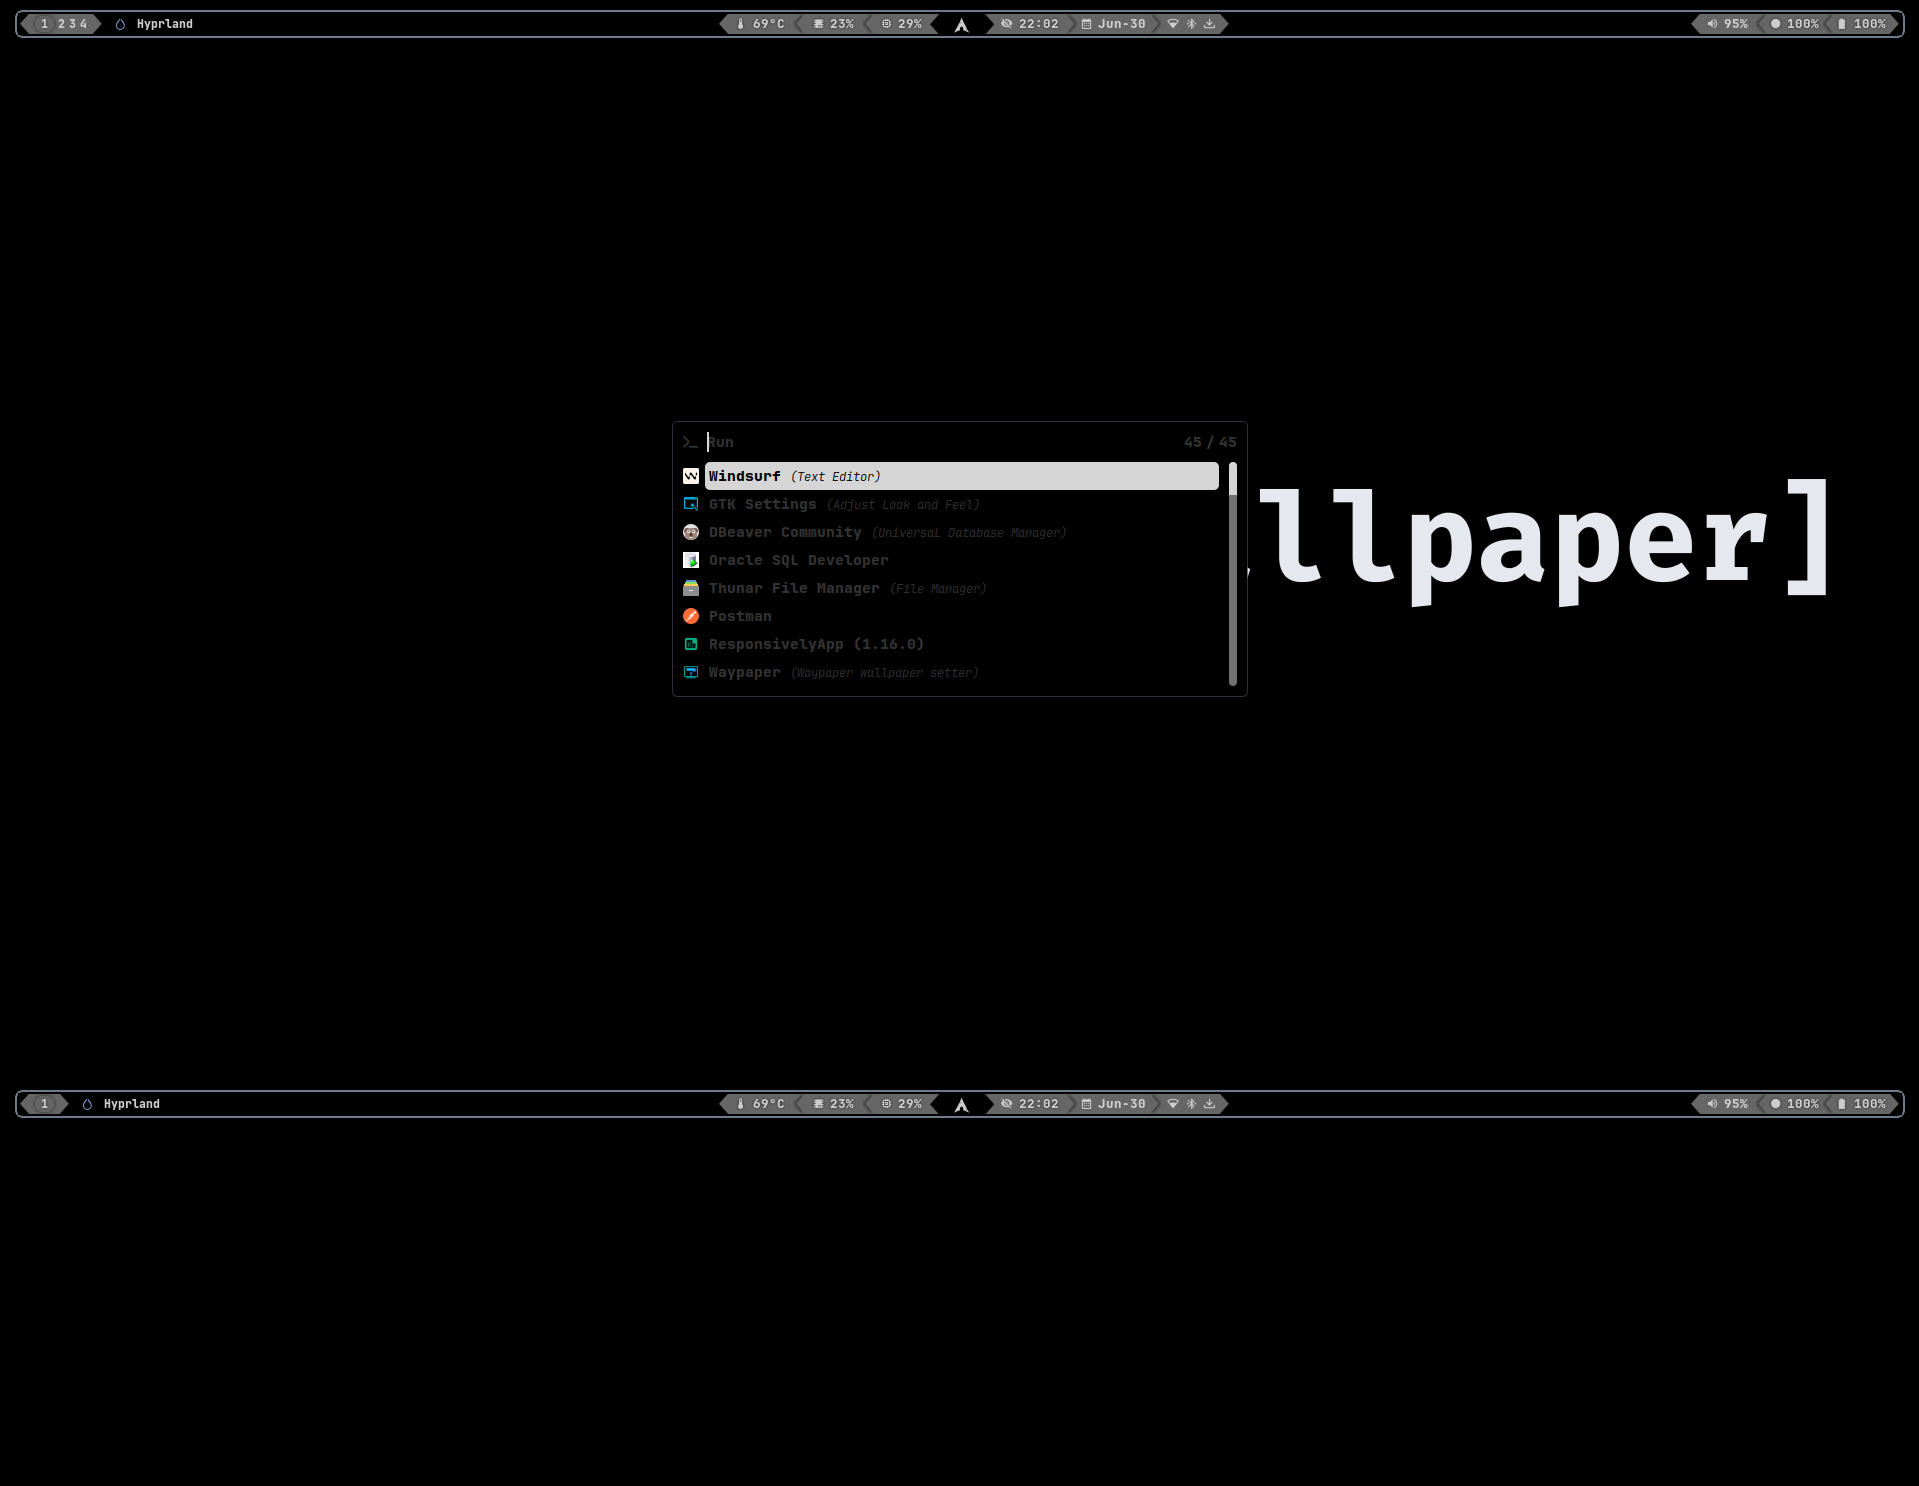 1 2 3 4 Hyprland 69°C 23% 29% 22:02 Jun-30 95% 100% 100%
Run 45 / 45
Windsurf (Text Editor)
GTK Settings (Adjust Look and Feel)
DBeaver Community (UniversaL Database Manager)
Oracle SQL Developer
Thunar File Manager (File Manager)
Postman
ResponsivelyApp (1.16.0)
Waypaper (Waypaper wallpaper setter)
llpaper]
1 Hyprland 69°C 23% 29% 22:02 Jun-30 95% 100% 100%